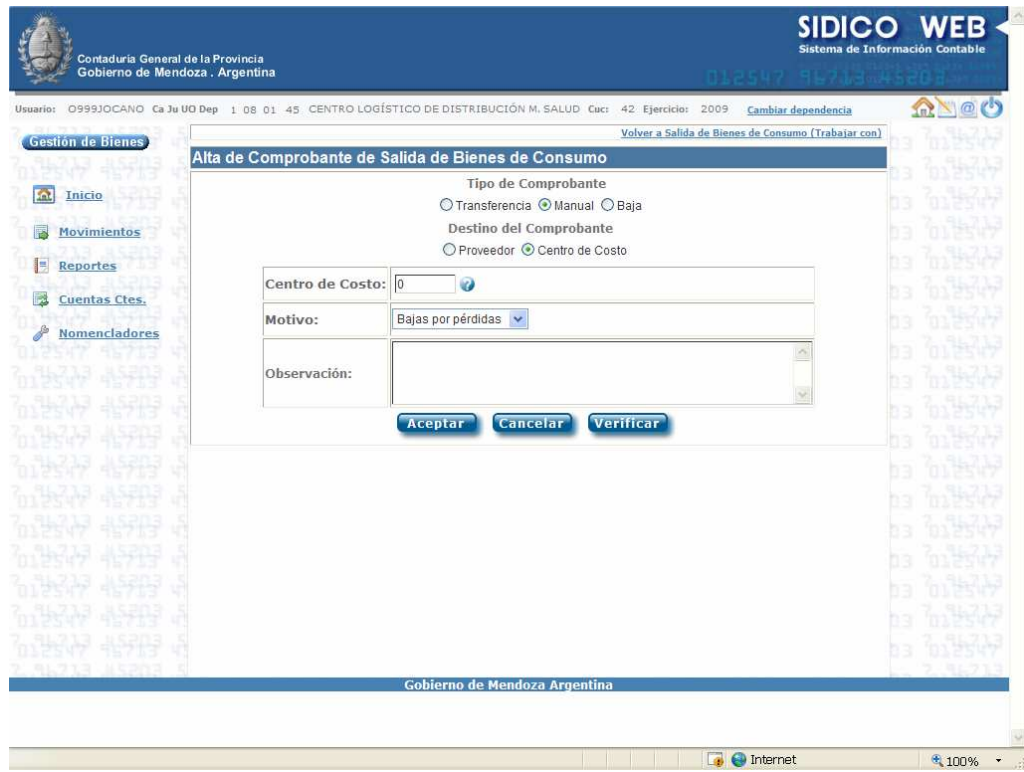 SIDICO WEB
Sistema de Información Contable
Contaduría General de la Provincia
Gobierno de Mendoza . Argentina
012547 96713 45203
Usuario: O999JOCANO Ca Ju UO Dep 1 08 01 45 CENTRO LOGÍSTICO DE DISTRIBUCIÓN M. SALUD Cuc: 42 Ejercicio: 2009 Cambiar dependencia
Gestión de Bienes
Volver a Salida de Bienes de Consumo (Trabajar con)
Alta de Comprobante de Salida de Bienes de Consumo
Inicio
Movimientos
Reportes
Cuentas Ctes.
Nomencladores
Tipo de Comprobante
Transferencia Manual Baja
Destino del Comprobante
Proveedor Centro de Costo
Centro de Costo: 0
Motivo: Bajas por pérdidas
Observación:
Aceptar Cancelar Verificar
Gobierno de Mendoza Argentina
Internet 100%